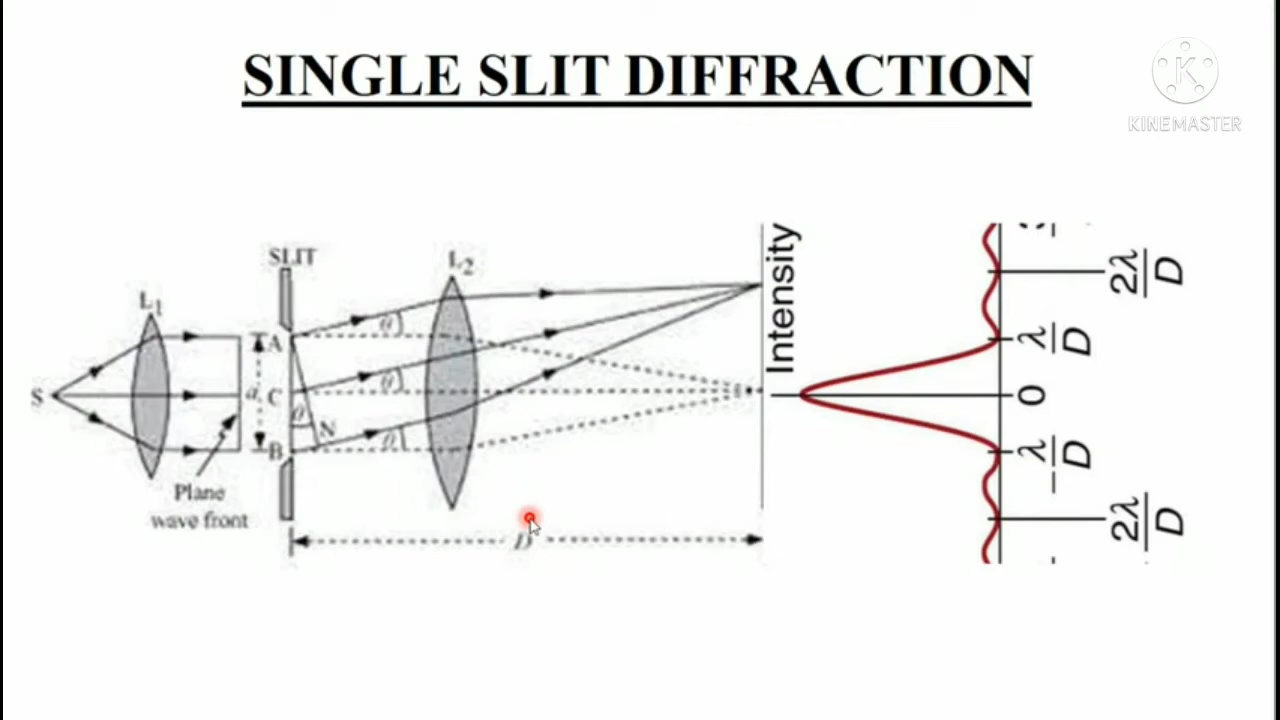 SINGLE SLIT DIFFRACTION
K
KINEMASTER
SLIT
L1
L2
S
A
a
C
B
N
θ
θ
θ
θ
Plane
wave front
D
Intensity
2λ
D
λ
D
0
−λ
D
2λ
D